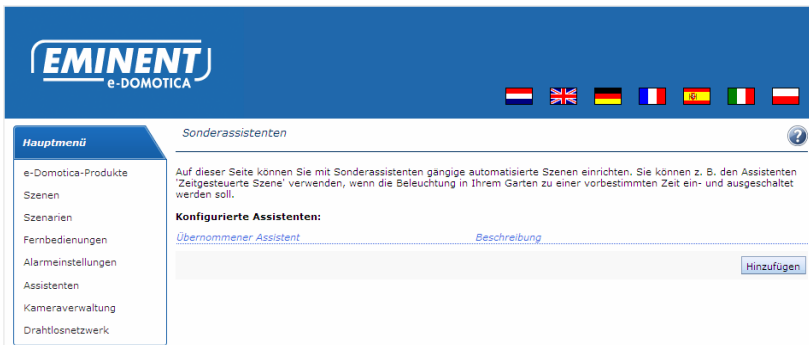 EMINENT
e-DOMOTICA
Hauptmenü
e-Domotica-Produkte
Szenen
Szenarien
Fernbedienungen
Alarmeinstellungen
Assistenten
Kameraverwaltung
Drahtlosnetzwerk
Sonderassistenten
?
Auf dieser Seite können Sie mit Sonderassistenten gängige automatisierte Szenen einrichten. Sie können z. B. den Assistenten
'Zeitgesteuerte Szene' verwenden, wenn die Beleuchtung in Ihrem Garten zu einer vorbestimmten Zeit ein- und ausgeschaltet
werden soll.
Konfigurierte Assistenten:
Übernommener Assistent Beschreibung
Hinzufügen